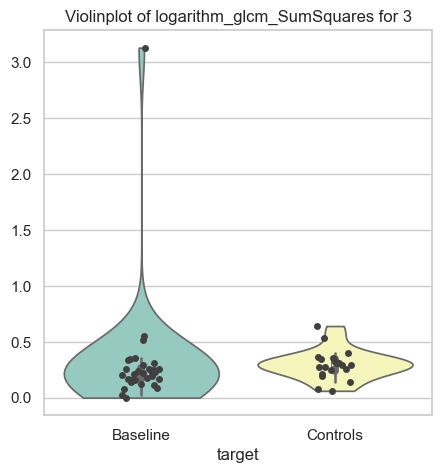 Violinplot of logarithm_glcm_SumSquares for 3
3.0
2.5
2.0
1.5
1.0
0.5
0.0
Baseline Controls
target